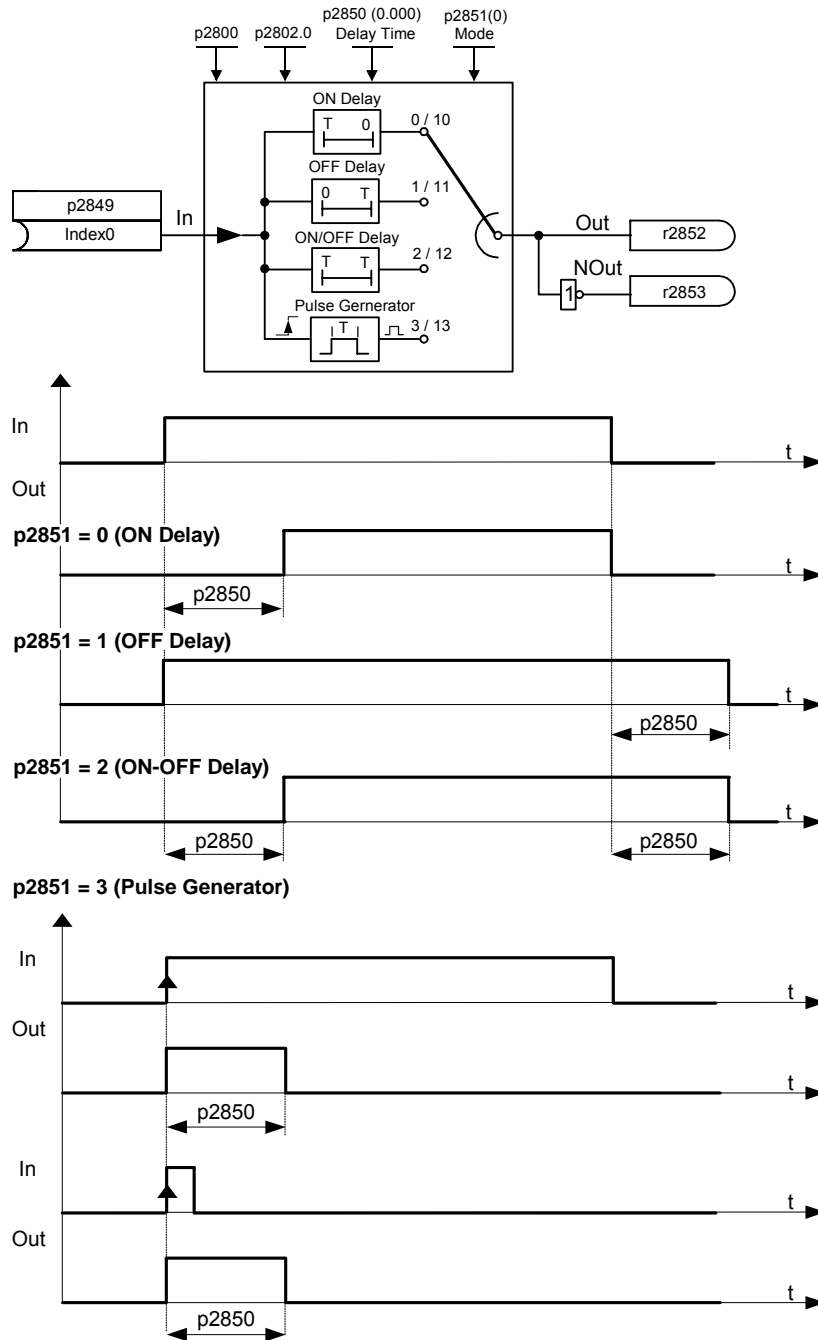 p2800 p2802.0 p2850 (0.000) p2851(0)
Delay Time Mode
ON Delay
T 0 0 / 10
OFF Delay
0 T 1 / 11
p2849
Index0
In
ON/OFF Delay
T T 2 / 12
Out r2852
NOut
1 r2853
Pulse Gernerator
T 3 / 13
In
t
Out
p2851 = 0 (ON Delay)
t
p2850
p2851 = 1 (OFF Delay)
t
p2850
p2851 = 2 (ON-OFF Delay)
t
p2850 p2850
p2851 = 3 (Pulse Generator)
In
t
Out
t
p2850
In
t
Out
t
p2850